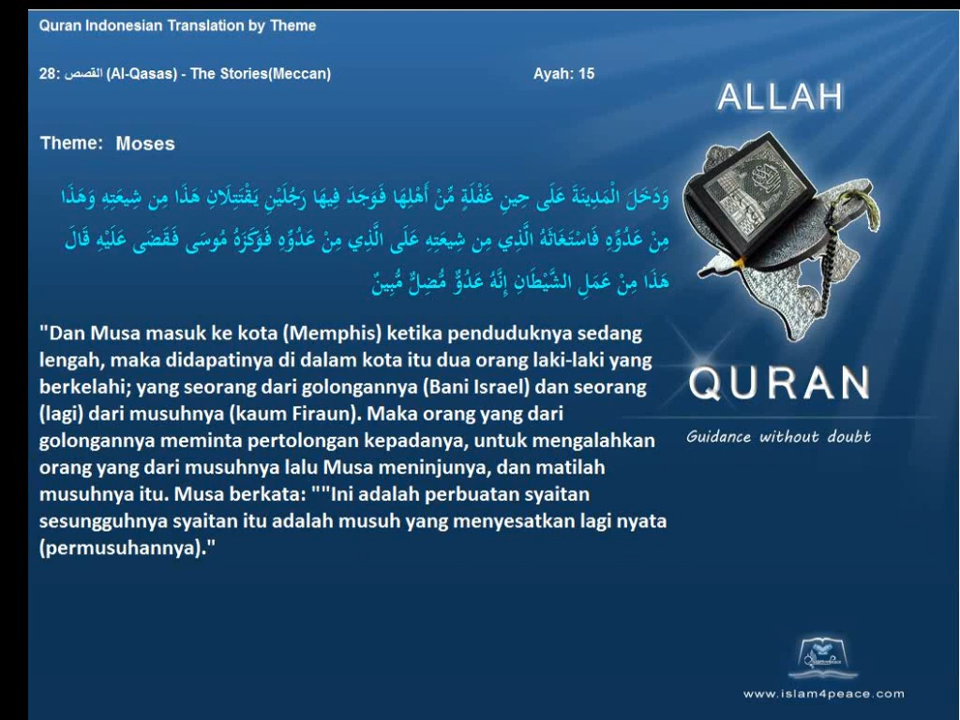 Quran Indonesian Translation by Theme
28: القصص (Al-Qasas) - The Stories(Meccan) Ayah: 15
ALLAH
Theme: Moses
وَدَخَلَ الْمَدِينَةَ عَلَى حِينِ غَفْلَةٍ مِّنْ أَهْلِهَا فَوَجَدَ فِيهَا رَجُلَيْنِ يَقْتَتِلَانِ هَذَا مِن شِيعَتِهِ وَهَذَا
مِنْ عَدُوِّهِ فَاسْتَغَاثَهُ الَّذِي مِن شِيعَتِهِ عَلَى الَّذِي مِنْ عَدُوِّهِ فَوَكَزَهُ مُوسَى فَقَضَى عَلَيْهِ قَالَ
هَذَا مِنْ عَمَلِ الشَّيْطَانِ إِنَّهُ عَدُوٌّ مُّضِلٌّ مُّبِينٌ
"Dan Musa masuk ke kota (Memphis) ketika penduduknya sedang
lengah, maka didapatinya di dalam kota itu dua orang laki-laki yang
berkelahi; yang seorang dari golongannya (Bani Israel) dan seorang
(lagi) dari musuhnya (kaum Firaun). Maka orang yang dari
golongannya meminta pertolongan kepadanya, untuk mengalahkan
orang yang dari musuhnya lalu Musa meninjunya, dan matilah
musuhnya itu. Musa berkata: ""Ini adalah perbuatan syaitan
sesungguhnya syaitan itu adalah musuh yang menyesatkan lagi nyata
(permusuhannya)."
QURAN
Guidance without doubt
www.islam4peace.com